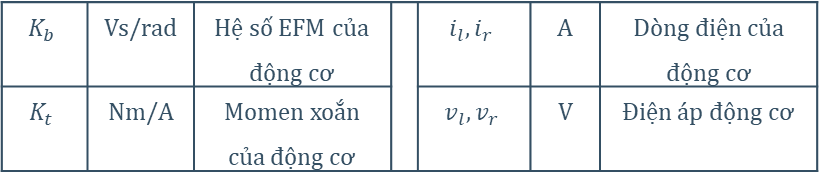 K_b Vs/rad Hệ số EFM của i_l, i_r A Dòng điện của
động cơ động cơ
K_t Nm/A Momen xoắn v_l, v_r V Điện áp động cơ
của động cơ